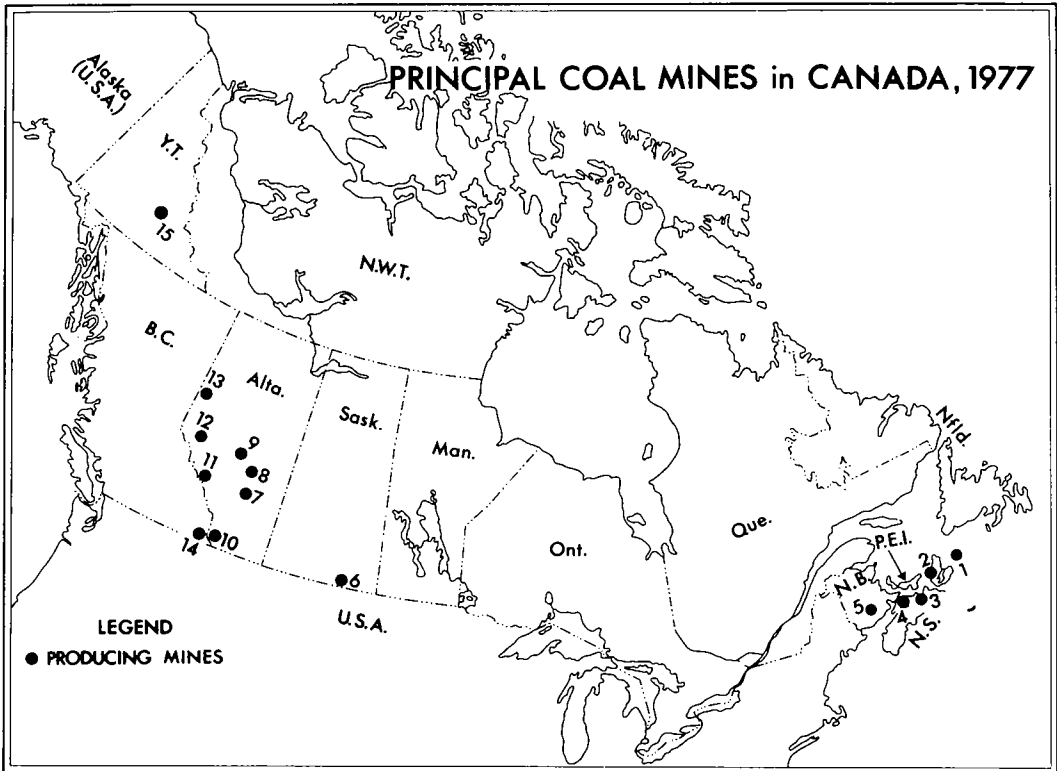 PRINCIPAL COAL MINES in CANADA, 1977
Alaska
(U.S.A.)
Y.T.
15
N.W.T.
B.C.
13
Alta.
12
9
Sask.
8
11
7
Man.
14
10
6
U.S.A.
Ont.
Que.
Nfld.
P.E.I.
N.B.
2
1
5
4
3
N.S.
LEGEND
● PRODUCING MINES